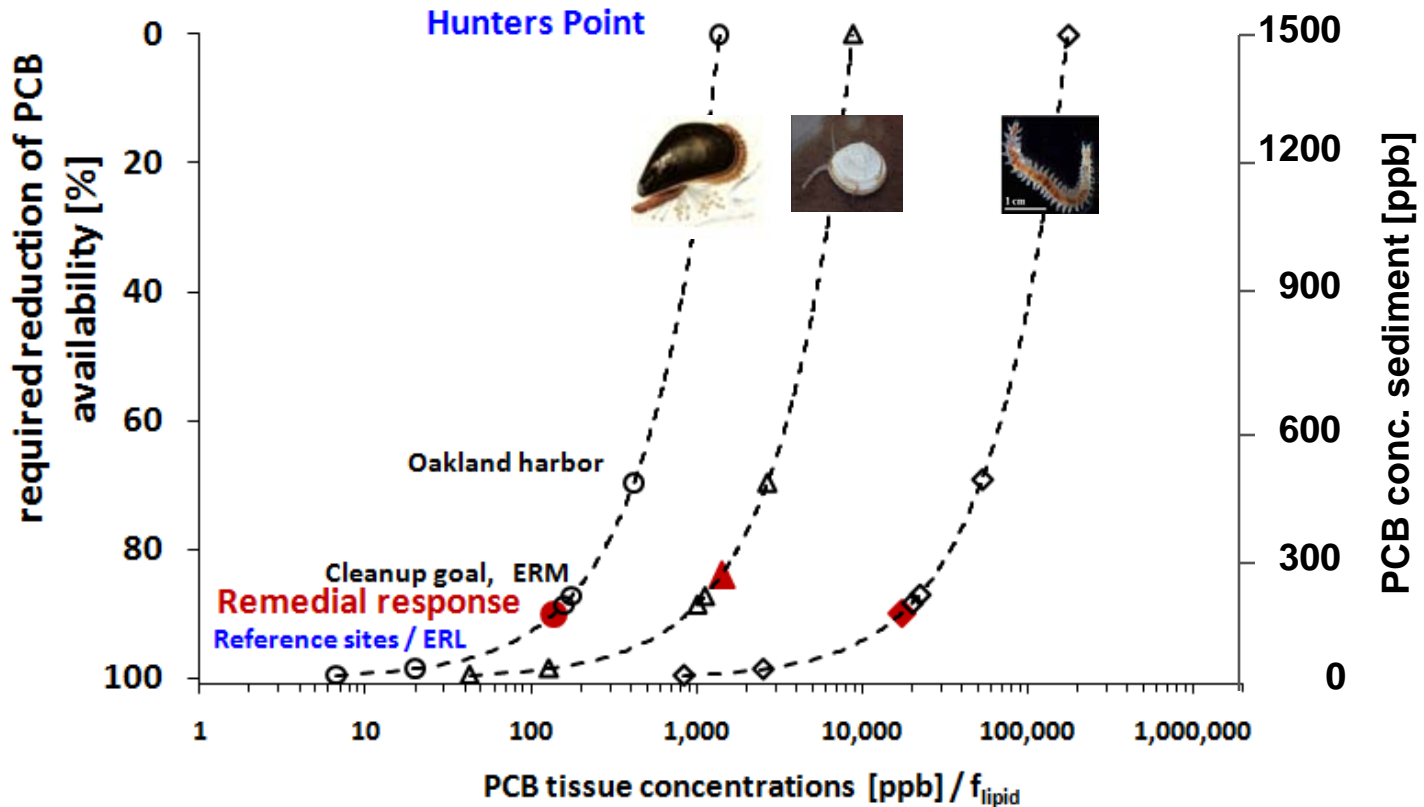 Hunters Point
required reduction of PCB
availability [%]
0
20
40
60
80
100
1500
1200
900
600
300
0
PCB conc. sediment [ppb]
1 cm
Oakland harbor
Cleanup goal, ERM
Remedial response
Reference sites / ERL
1
10
100
1,000
10,000
100,000
1,000,000
PCB tissue concentrations [ppb] / flipid